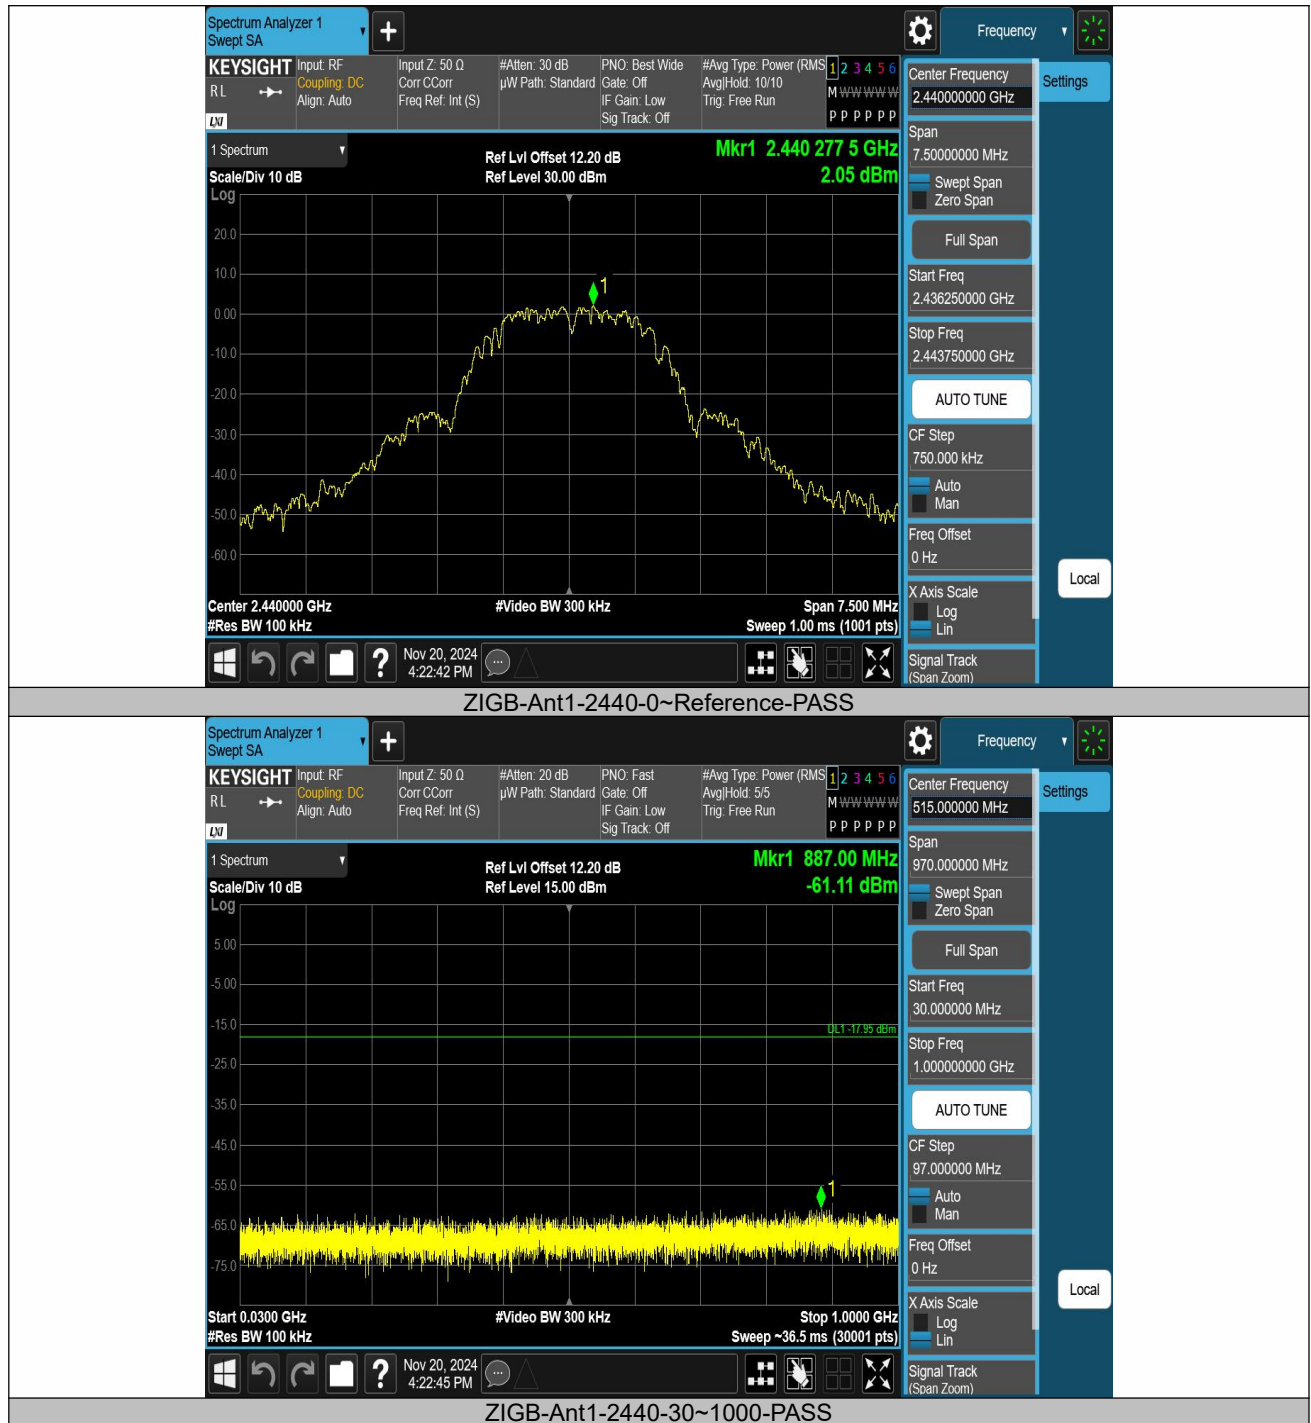 Spectrum Analyzer 1
Swept SA
Frequency
KEYSIGHT
RL
LXI
Input: RF
Coupling: DC
Align: Auto
Input Z: 50 Ω
Corr CCorr
Freq Ref: Int (S)
#Atten: 30 dB
µW Path: Standard
PNO: Best Wide
Gate: Off
IF Gain: Low
Sig Track: Off
#Avg Type: Power (RMS
Avg|Hold: 10/10
Trig: Free Run
1 2 3 4 5 6
M W W W W W
P P P P P P
Center Frequency
2.440000000 GHz
Settings
1 Spectrum
Scale/Div 10 dB
Log
Ref Lvl Offset 12.20 dB
Ref Level 30.00 dBm
Mkr1 2.440 277 5 GHz
2.05 dBm
Span
7.50000000 MHz
Swept Span
Zero Span
Full Span
Start Freq
2.436250000 GHz
Stop Freq
2.443750000 GHz
AUTO TUNE
CF Step
750.000 kHz
Auto
Man
Freq Offset
0 Hz
X Axis Scale
Log
Lin
Signal Track
(Span Zoom)
Local
20.0
10.0
0.00
-10.0
-20.0
-30.0
-40.0
-50.0
-60.0
1
Center 2.440000 GHz
#Res BW 100 kHz
#Video BW 300 kHz
Span 7.500 MHz
Sweep 1.00 ms (1001 pts)
?
Nov 20, 2024
4:22:42 PM
ZIGB-Ant1-2440-0~Reference-PASS
Spectrum Analyzer 1
Swept SA
Frequency
KEYSIGHT
RL
LXI
Input: RF
Coupling: DC
Align: Auto
Input Z: 50 Ω
Corr CCorr
Freq Ref: Int (S)
#Atten: 20 dB
µW Path: Standard
PNO: Fast
Gate: Off
IF Gain: Low
Sig Track: Off
#Avg Type: Power (RMS
Avg|Hold: 5/5
Trig: Free Run
1 2 3 4 5 6
M W W W W W
P P P P P P
Center Frequency
515.000000 MHz
Settings
1 Spectrum
Scale/Div 10 dB
Log
Ref Lvl Offset 12.20 dB
Ref Level 15.00 dBm
Mkr1 887.00 MHz
-61.11 dBm
Span
970.000000 MHz
Swept Span
Zero Span
Full Span
Start Freq
30.000000 MHz
Stop Freq
1.000000000 GHz
AUTO TUNE
CF Step
97.000000 MHz
Auto
Man
Freq Offset
0 Hz
X Axis Scale
Log
Lin
Signal Track
(Span Zoom)
Local
5.00
-5.00
-15.0
-25.0
-35.0
-45.0
-55.0
-65.0
-75.0
DL1 -17.95 dBm
1
Start 0.0300 GHz
#Res BW 100 kHz
#Video BW 300 kHz
Stop 1.0000 GHz
Sweep ~36.5 ms (30001 pts)
?
Nov 20, 2024
4:22:45 PM
ZIGB-Ant1-2440-30~1000-PASS